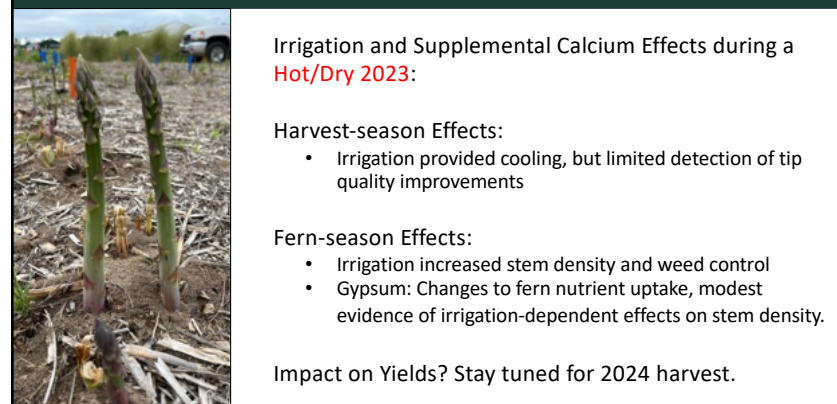 Irrigation and Supplemental Calcium Effects during a
Hot/Dry 2023:
Harvest-season Effects:
• Irrigation provided cooling, but limited detection of tip
quality improvements
Fern-season Effects:
• Irrigation increased stem density and weed control
• Gypsum: Changes to fern nutrient uptake, modest
evidence of irrigation-dependent effects on stem density.
Impact on Yields? Stay tuned for 2024 harvest.